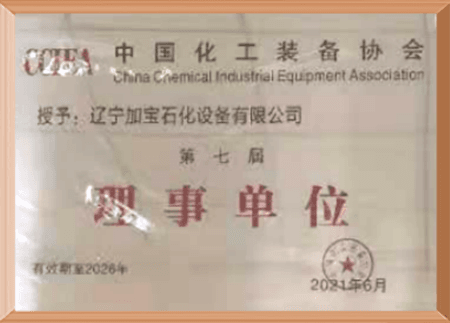 CCIEA 中国化工装备协会
China Chemical Industrial Equipment Association
授予：辽宁加宝石化设备有限公司
第七届
理事单位
有效期至2026年
2021年6月